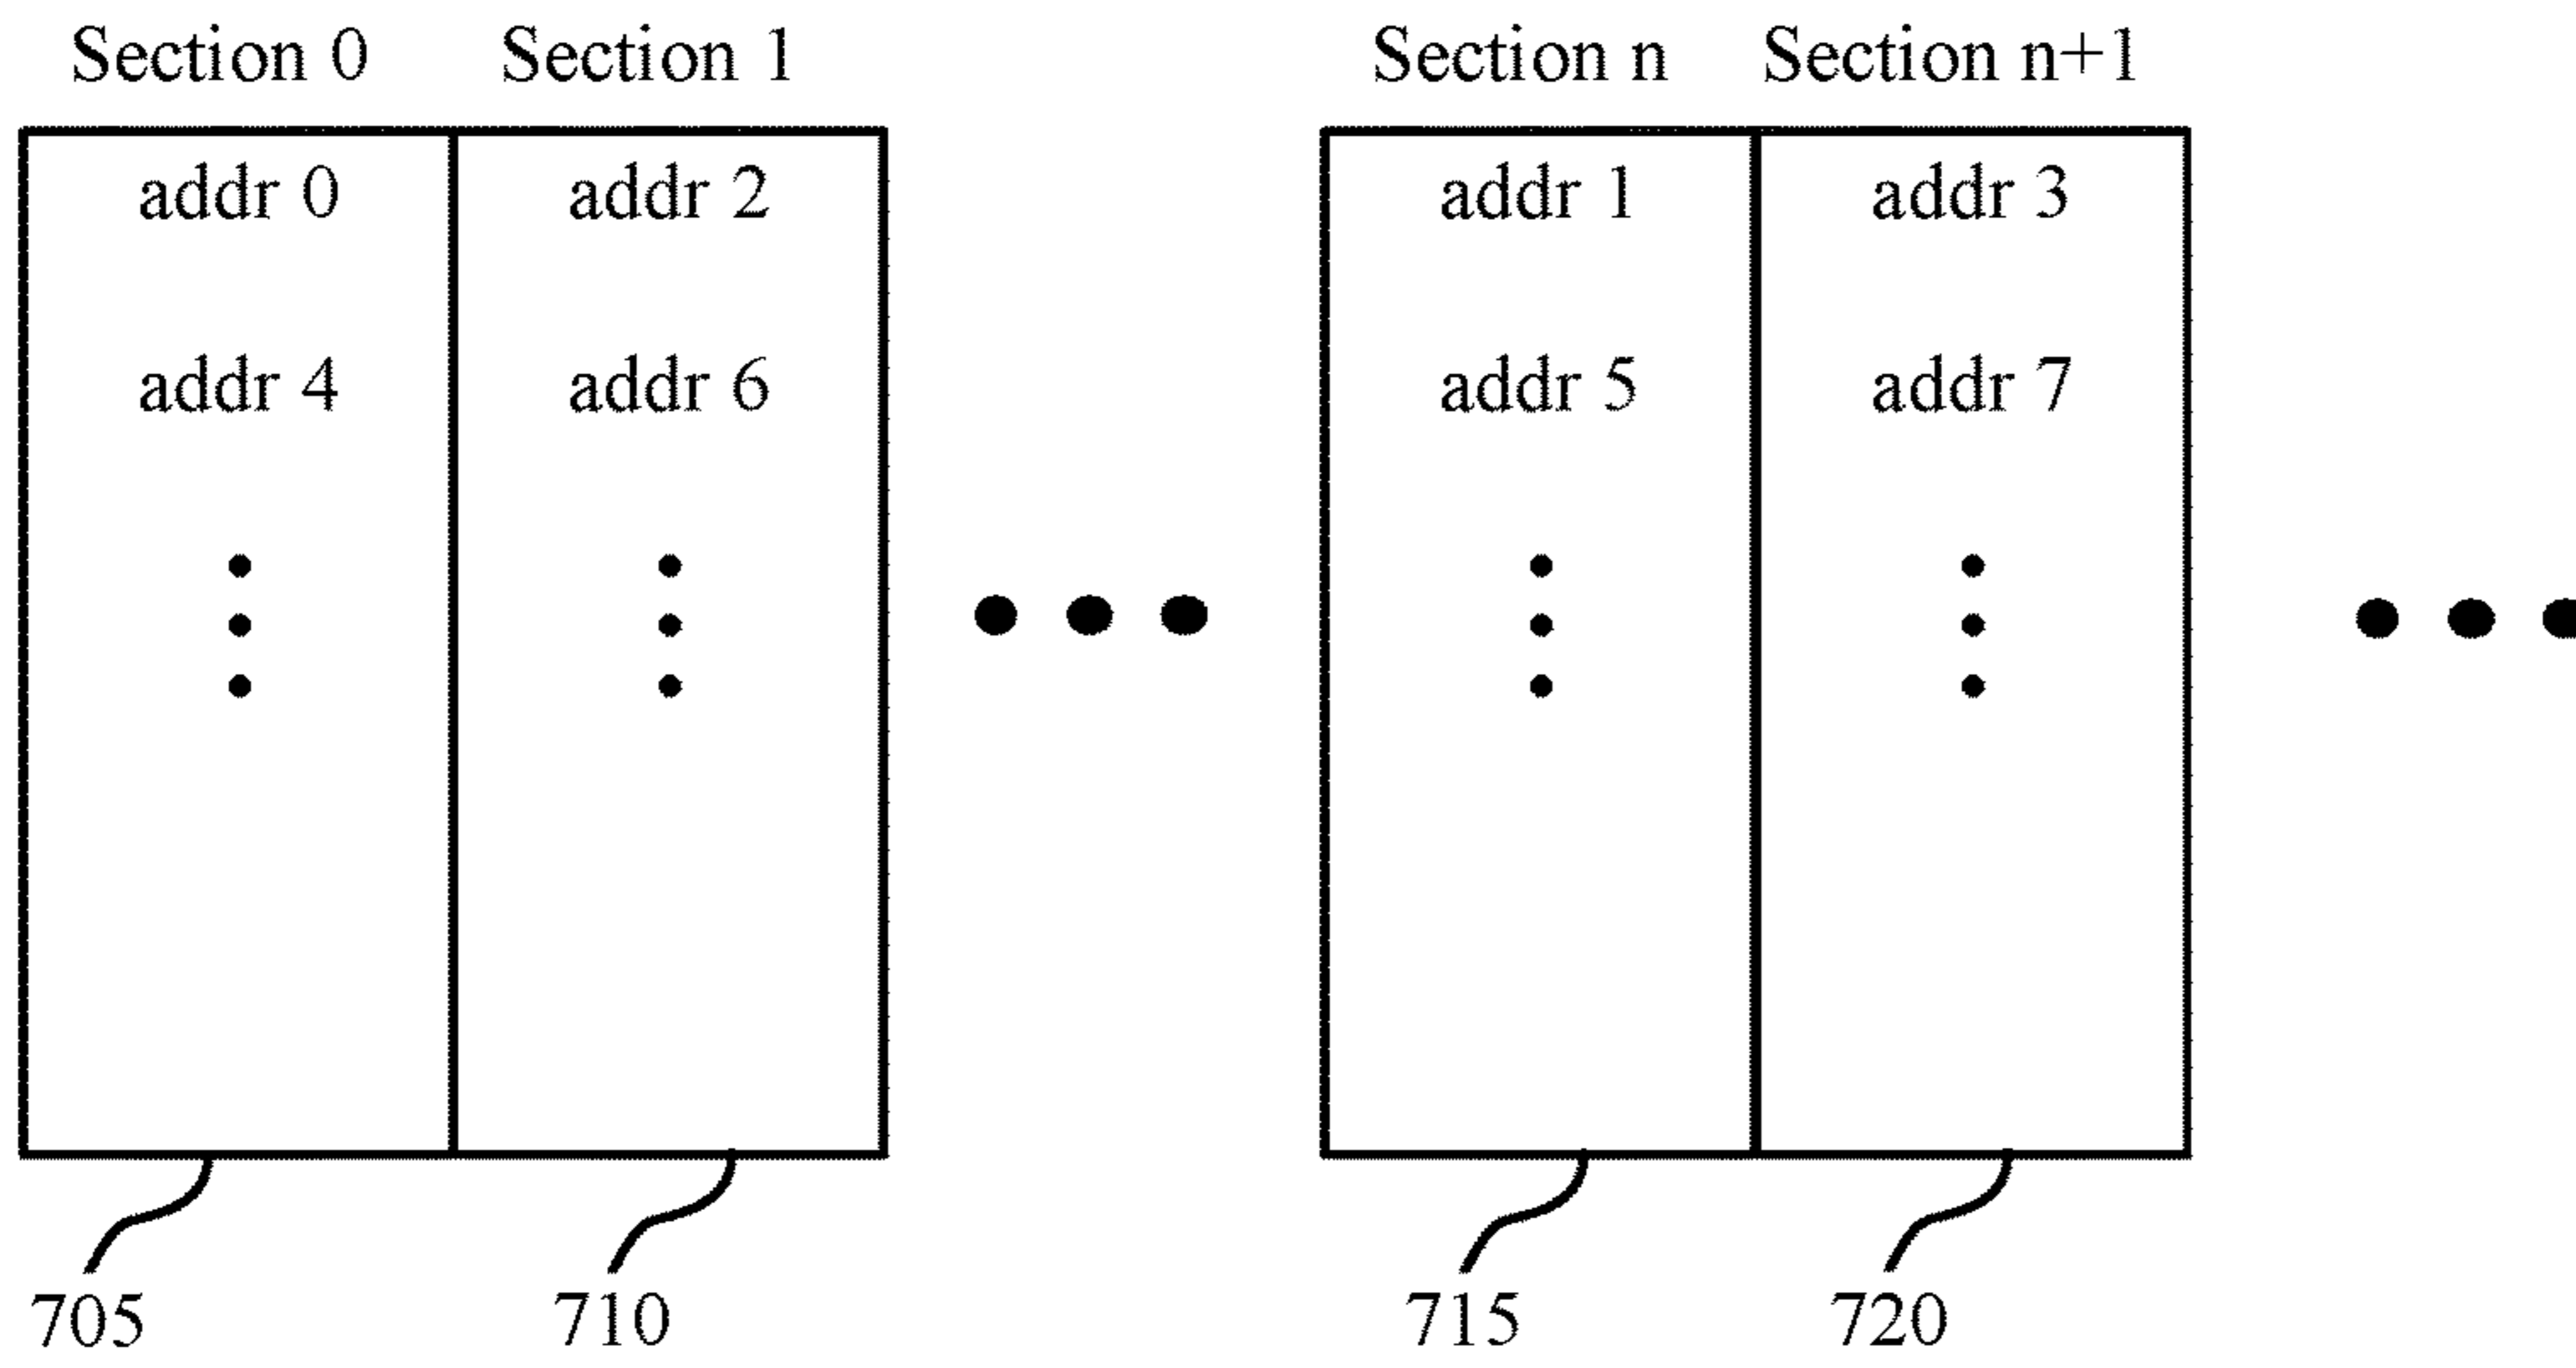 Section 0 Section 1 Section n Section n+1
addr 0 addr 2 addr 1 addr 3
addr 4 addr 6 addr 5 addr 7
705 710 715 720